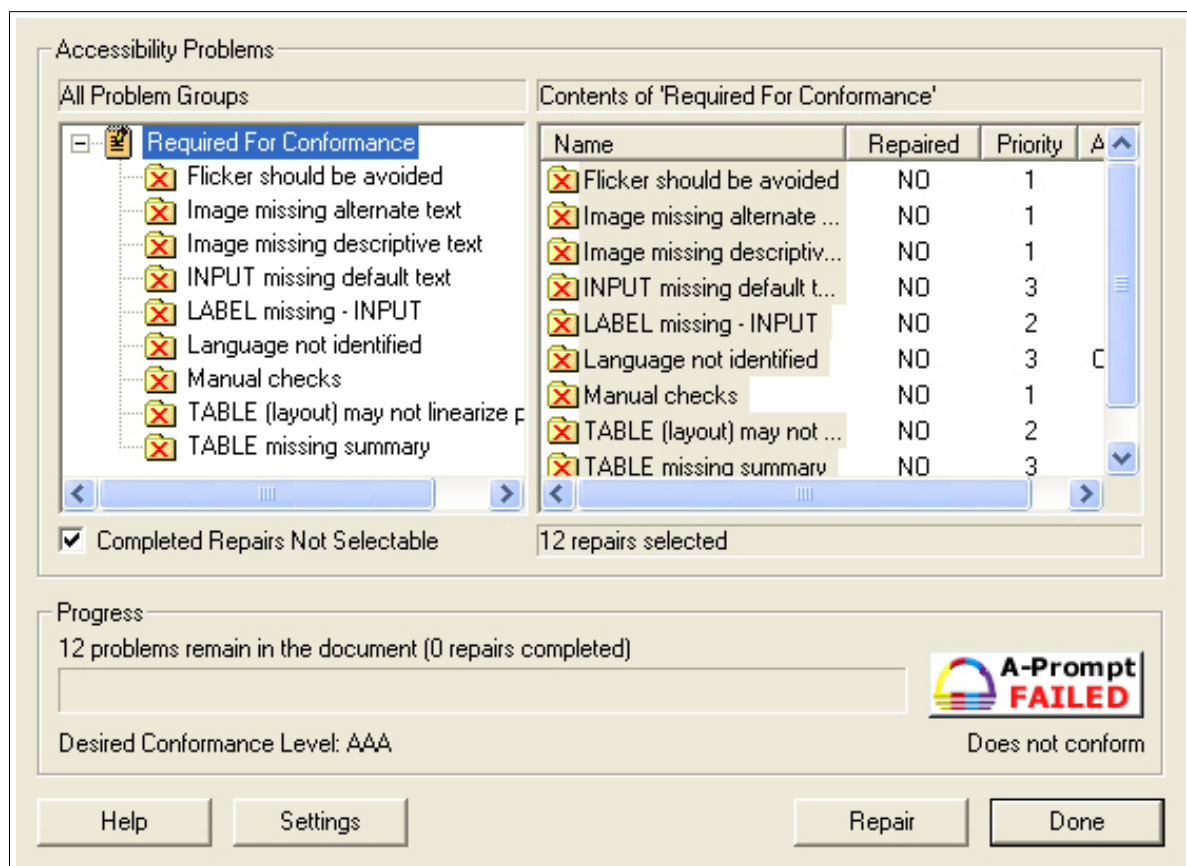 Accessibility Problems
All Problem Groups
Contents of 'Required For Conformance'
Required For Conformance
Flicker should be avoided
Image missing alternate text
Image missing descriptive text
INPUT missing default text
LABEL missing - INPUT
Language not identified
Manual checks
TABLE (layout) may not linearize p
TABLE missing summary
Name Repaired Priority A
Flicker should be avoided NO 1
Image missing alternate ... NO 1
Image missing descriptiv... NO 1
INPUT missing default t... NO 3
LABEL missing - INPUT NO 2
Language not identified NO 3
Manual checks NO 1
TABLE (layout) may not ... NO 2
TABLE missing summary NO 3
Completed Repairs Not Selectable
12 repairs selected
Progress
12 problems remain in the document (0 repairs completed)
A-Prompt
FAILED
Desired Conformance Level: AAA
Does not conform
Help Settings Repair Done